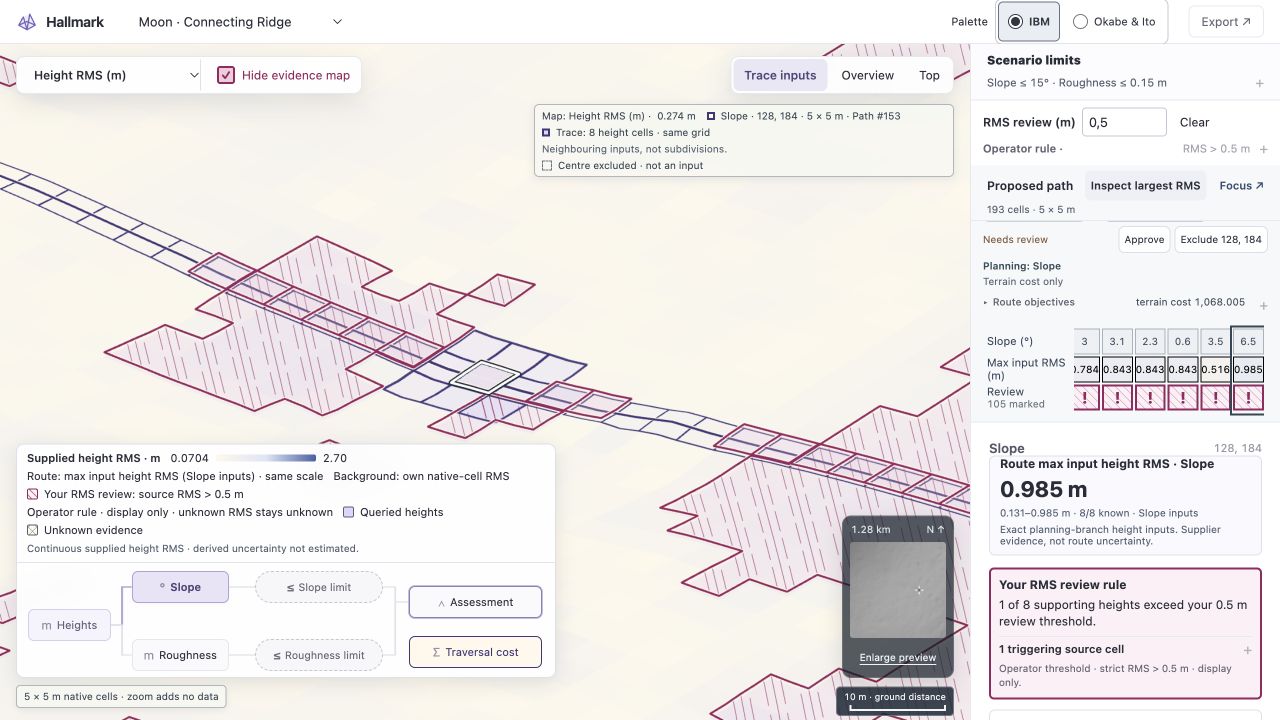 Hallmark
Moon · Connecting Ridge
Palette
IBM
Okabe & Ito
Export ↗
Height RMS (m)
Hide evidence map
Trace inputs
Overview
Top
Map: Height RMS (m) · 0.274 m Slope · 128, 184 · 5 × 5 m · Path #153
Trace: 8 height cells · same grid
Neighbouring inputs, not subdivisions.
Centre excluded · not an input
Scenario limits
Slope ≤ 15° · Roughness ≤ 0.15 m +
RMS review (m) 0,5 Clear
Operator rule · RMS > 0.5 m +
Proposed path Inspect largest RMS Focus ↗
193 cells · 5 × 5 m
Needs review Approve Exclude 128, 184
Planning: Slope
Terrain cost only
▸ Route objectives terrain cost 1,068.005 +
Slope (°) 3 3.1 2.3 0.6 3.5 6.5
Max input RMS (m) 0.784 0.843 0.843 0.843 0.516 0.985
Review ! ! ! ! ! !
105 marked
Slope 128, 184
Route max input height RMS · Slope
0.985 m
0.131–0.985 m · 8/8 known · Slope inputs
Exact planning-branch height inputs. Supplier
evidence, not route uncertainty.
Your RMS review rule
1 of 8 supporting heights exceed your 0.5 m
review threshold.
1 triggering source cell +
Operator threshold · strict RMS > 0.5 m · display
only.
Supplied height RMS · m 0.0704 2.70
Route: max input height RMS (Slope inputs) · same scale Background: own native-cell RMS
Your RMS review: source RMS > 0.5 m
Operator rule · display only · unknown RMS stays unknown Queried heights
Unknown evidence
Continuous supplied height RMS · derived uncertainty not estimated.
m Heights
° Slope
≤ Slope limit
∧ Assessment
m Roughness
≤ Roughness limit
Σ Traversal cost
5 × 5 m native cells · zoom adds no data
1.28 km N ↑
Enlarge preview
10 m · ground distance